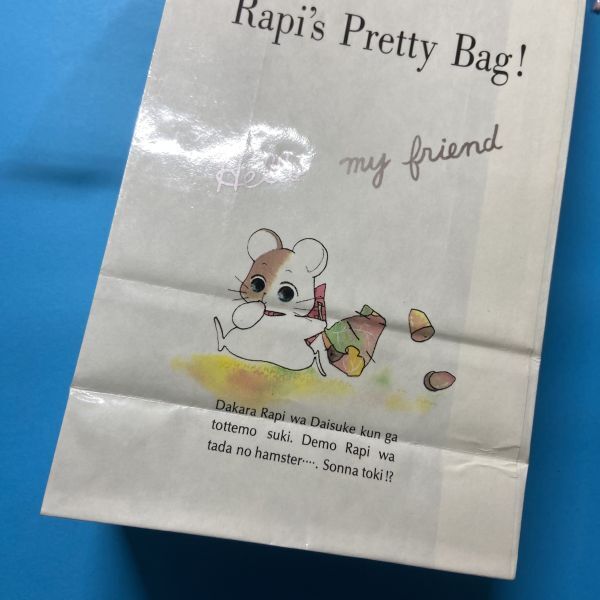 Rapi's Pretty Bag!
Hello my friend
Dakara Rapi wa Daisuke kun ga
tottemo suki. Demo Rapi wa
tada no hamster····. Sonna toki!?